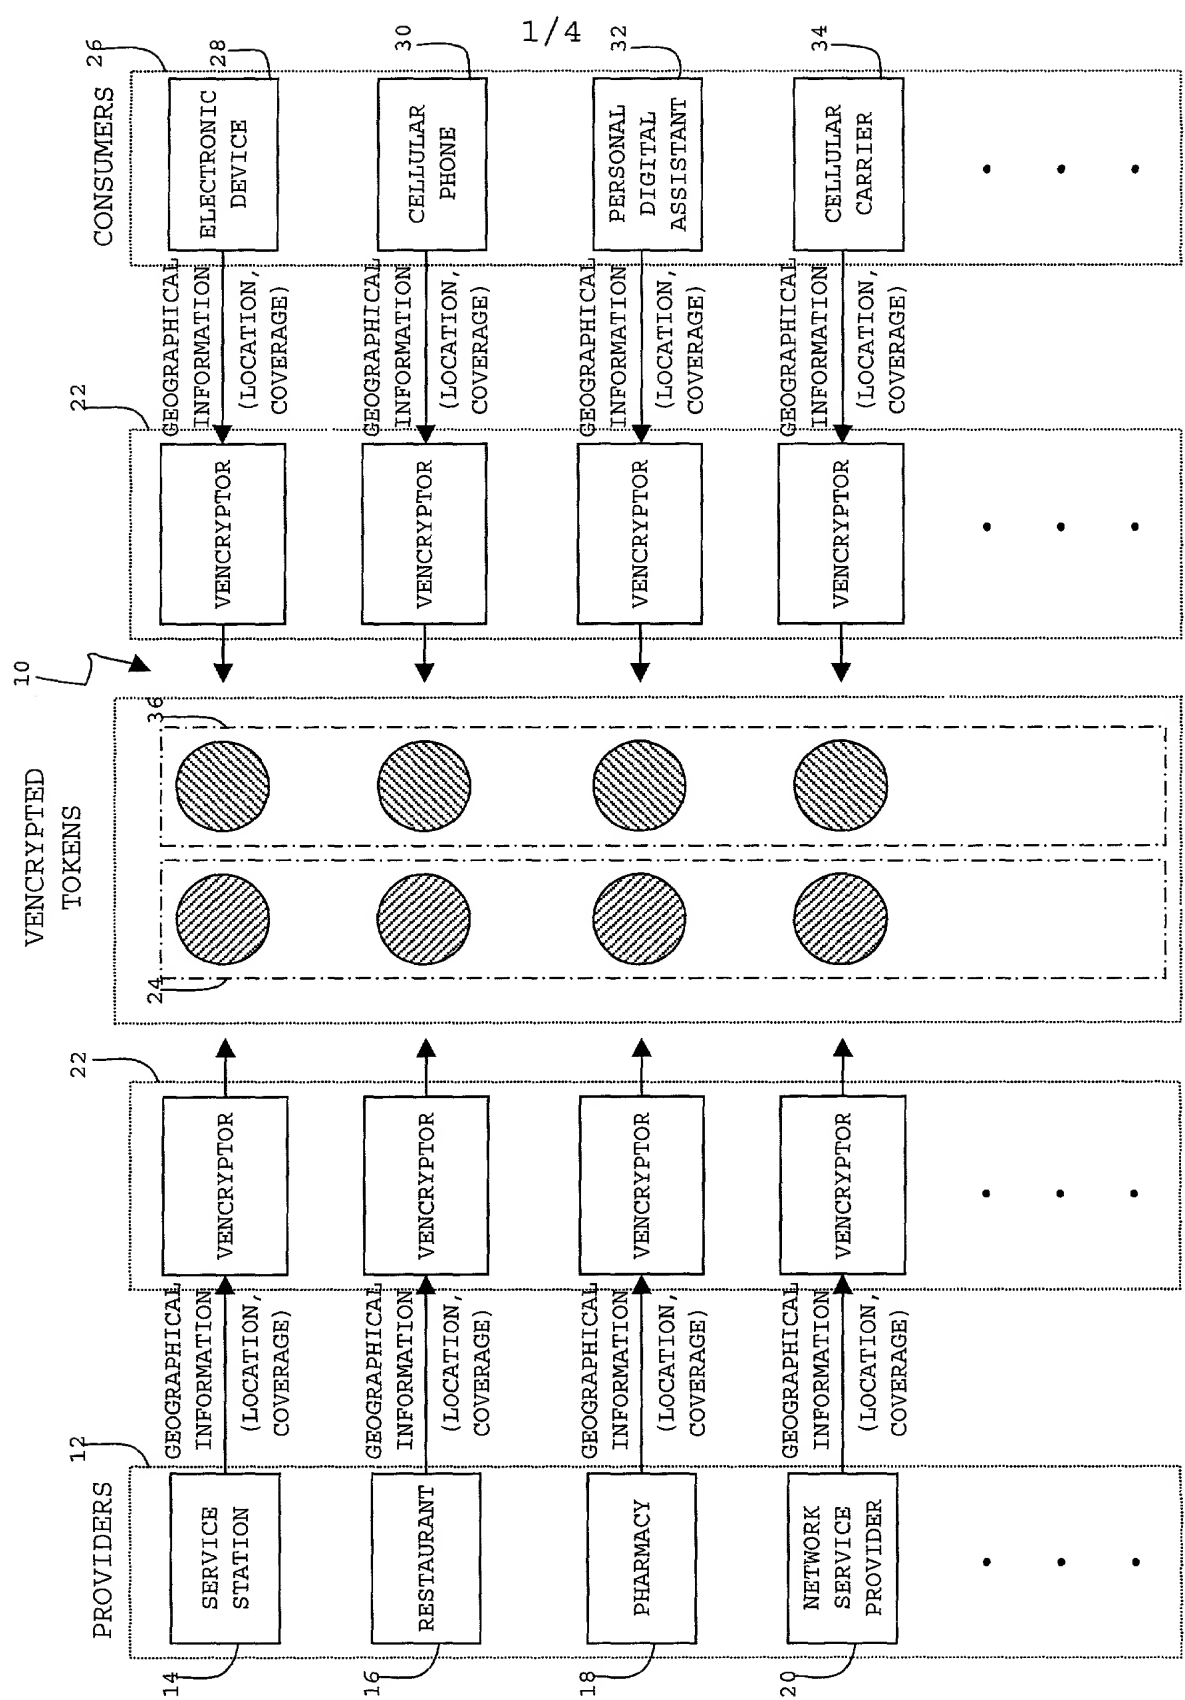 1/4
PROVIDERS
12
22
VENCRYPTED
TOKENS
10
22
CONSUMERS
26
14
SERVICE
STATION
GEOGRAPHICAL
INFORMATION
(LOCATION,
COVERAGE)
VENCRYPTOR
24
36
VENCRYPTOR
GEOGRAPHICAL
INFORMATION
(LOCATION,
COVERAGE)
ELECTRONIC
DEVICE
28
16
RESTAURANT
GEOGRAPHICAL
INFORMATION
(LOCATION,
COVERAGE)
VENCRYPTOR
VENCRYPTOR
GEOGRAPHICAL
INFORMATION
(LOCATION,
COVERAGE)
CELLULAR
PHONE
30
18
PHARMACY
GEOGRAPHICAL
INFORMATION
(LOCATION,
COVERAGE)
VENCRYPTOR
VENCRYPTOR
GEOGRAPHICAL
INFORMATION
(LOCATION,
COVERAGE)
PERSONAL
DIGITAL
ASSISTANT
32
20
NETWORK
SERVICE
PROVIDER
GEOGRAPHICAL
INFORMATION
(LOCATION,
COVERAGE)
VENCRYPTOR
VENCRYPTOR
GEOGRAPHICAL
INFORMATION
(LOCATION,
COVERAGE)
CELLULAR
CARRIER
34